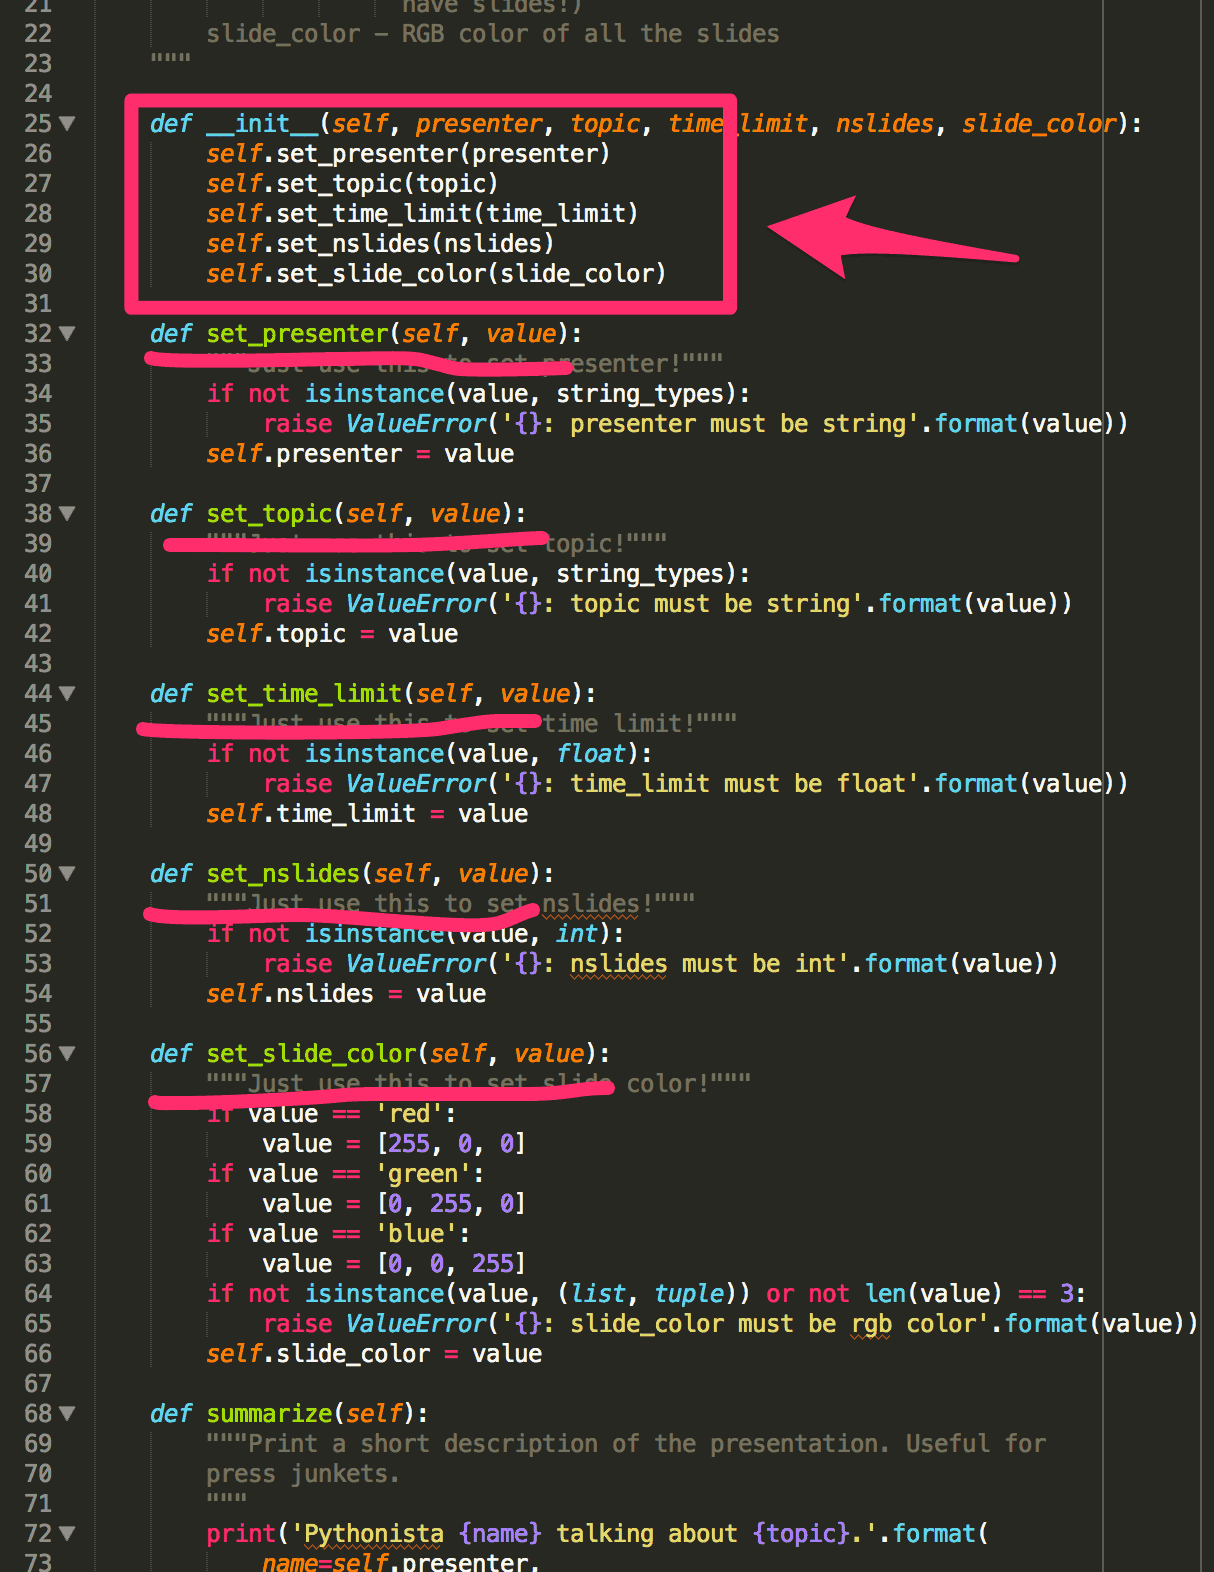 21 have slides!)
22 slide_color – RGB color of all the slides
23 """
24
25 def __init__(self, presenter, topic, time_limit, nslides, slide_color):
26 self.set_presenter(presenter)
27 self.set_topic(topic)
28 self.set_time_limit(time_limit)
29 self.set_nslides(nslides)
30 self.set_slide_color(slide_color)
31
32 def set_presenter(self, value):
33 """Just use this to set presenter!"""
34 if not isinstance(value, string_types):
35 raise ValueError('{}: presenter must be string'.format(value))
36 self.presenter = value
37
38 def set_topic(self, value):
39 """Just use this to set topic!"""
40 if not isinstance(value, string_types):
41 raise ValueError('{}: topic must be string'.format(value))
42 self.topic = value
43
44 def set_time_limit(self, value):
45 """Just use this to set time limit!"""
46 if not isinstance(value, float):
47 raise ValueError('{}: time_limit must be float'.format(value))
48 self.time_limit = value
49
50 def set_nslides(self, value):
51 """Just use this to set nslides!"""
52 if not isinstance(value, int):
53 raise ValueError('{}: nslides must be int'.format(value))
54 self.nslides = value
55
56 def set_slide_color(self, value):
57 """Just use this to set slide color!"""
58 if value == 'red':
59 value = [255, 0, 0]
60 if value == 'green':
61 value = [0, 255, 0]
62 if value == 'blue':
63 value = [0, 0, 255]
64 if not isinstance(value, (list, tuple)) or not len(value) == 3:
65 raise ValueError('{}: slide_color must be rgb color'.format(value))
66 self.slide_color = value
67
68 def summarize(self):
69 """Print a short description of the presentation. Useful for
70 press junkets.
71 """
72 print('Pythonista {name} talking about {topic}.'.format(
73 name=self.presenter,